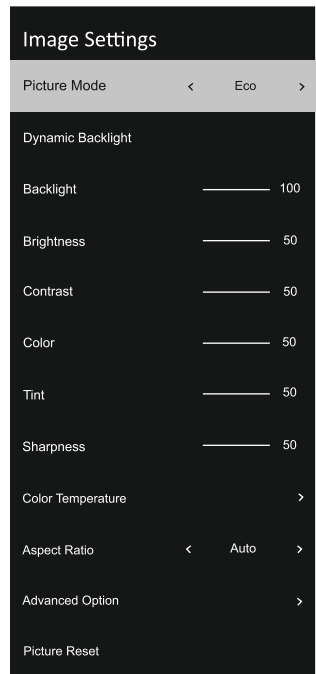 Image Settings
Picture Mode < Eco >
Dynamic Backlight
Backlight 100
Brightness 50
Contrast 50
Color 50
Tint 50
Sharpness 50
Color Temperature >
Aspect Ratio < Auto >
Advanced Option >
Picture Reset